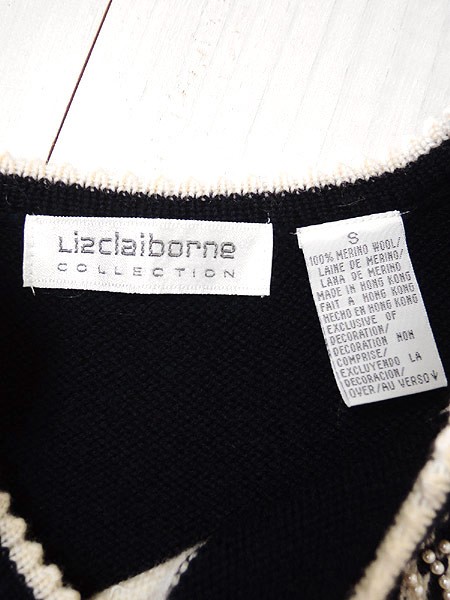 Lizclaiborne
COLLECTION
S
100% MERINO WOOL/
LAINE DE MERINO/
LANA DE MERINO
MADE IN HONG KONG
FAIT A HONG KONG
HECHO EN HONG KONG
EXCLUSIVE OF
DECORATION/
DECORATION NON
COMPRISE/
EXCLUYENDO LA
DECORACION/
OVER/AU VERSO↓